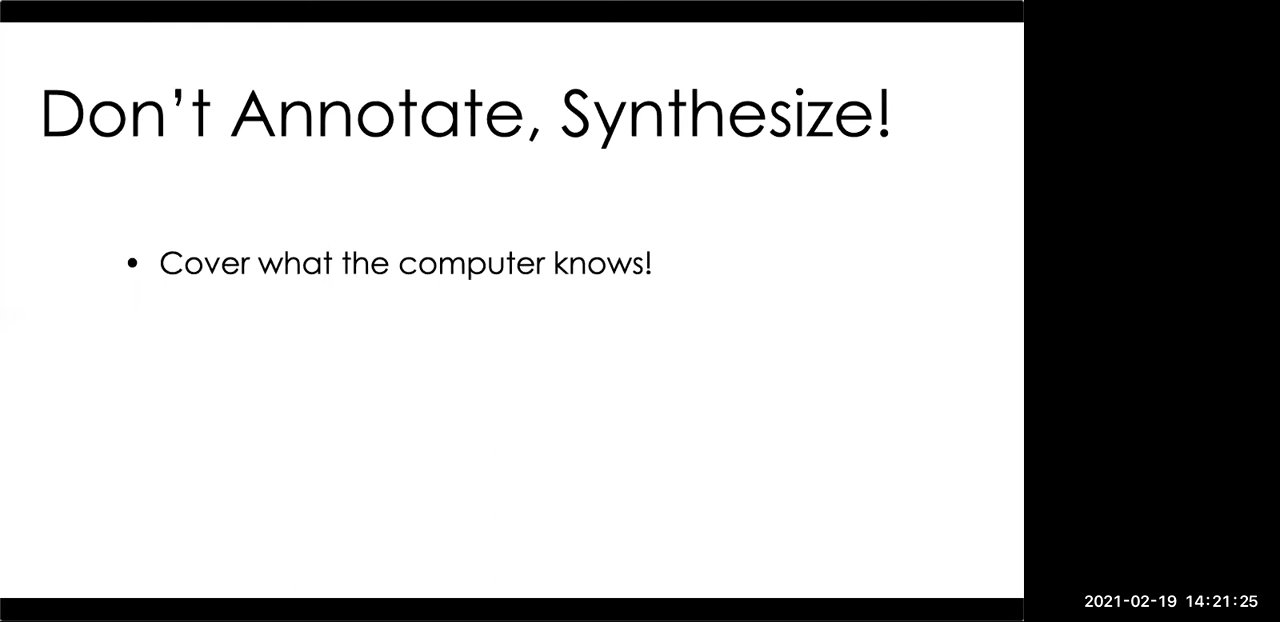 Don’t Annotate, Synthesize!
• Cover what the computer knows!
2021-02-19 14:21:25